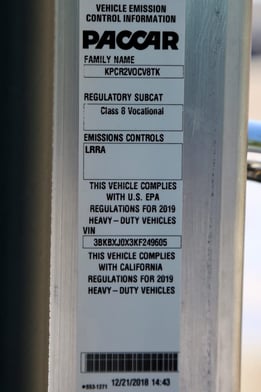 VEHICLE EMISSION
CONTROL INFORMATION
PACCAR
FAMILY NAME
KPCR2VOCV8TK
REGULATORY SUBCAT
Class 8 Vocational
EMISSIONS CONTROLS
LRRA
THIS VEHICLE COMPLIES
WITH U.S. EPA
REGULATIONS FOR 2019
HEAVY-DUTY VEHICLES
VIN
3BKBXJ0X3KF249605
THIS VEHICLE COMPLIES
WITH CALIFORNIA
REGULATIONS FOR 2019
HEAVY-DUTY VEHICLES
*S93-1271 12/21/2018 14:43